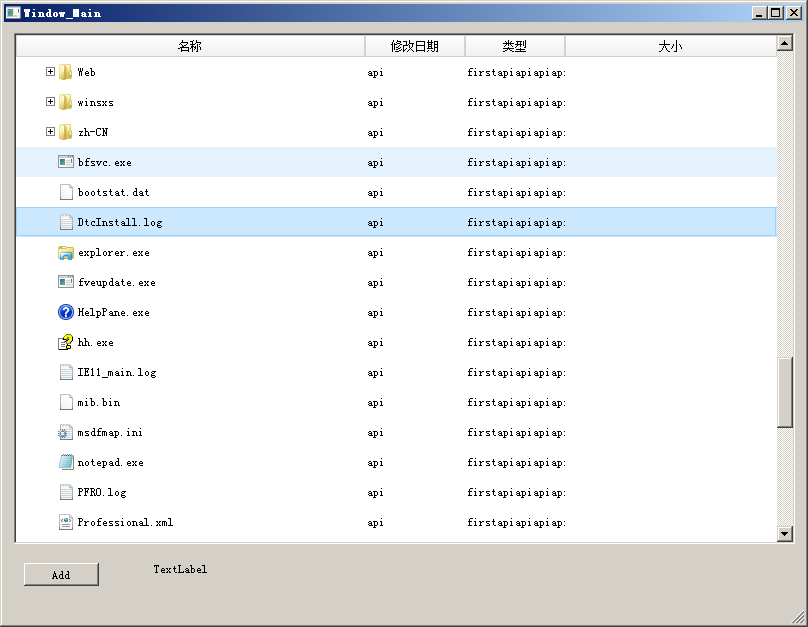 Window_Main
名称 修改日期 类型 大小
Web api firstapiapiapiap:
winsxs api firstapiapiapiap:
zh-CN api firstapiapiapiap:
bfsvc.exe api firstapiapiapiap:
bootstat.dat api firstapiapiapiap:
DtcInstall.log api firstapiapiapiap:
explorer.exe api firstapiapiapiap:
fveupdate.exe api firstapiapiapiap:
HelpPane.exe api firstapiapiapiap:
hh.exe api firstapiapiapiap:
IE11_main.log api firstapiapiapiap:
mib.bin api firstapiapiapiap:
msdfmap.ini api firstapiapiapiap:
notepad.exe api firstapiapiapiap:
PFRO.log api firstapiapiapiap:
Professional.xml api firstapiapiapiap:
Add TextLabel